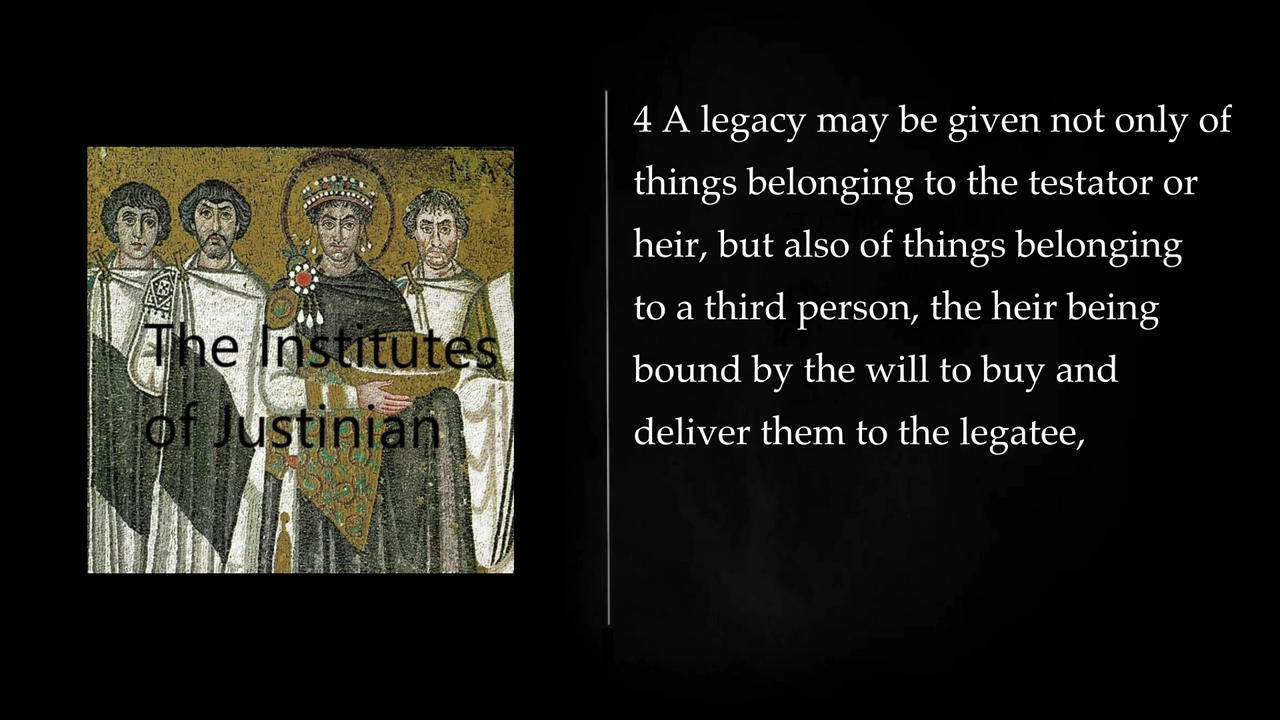 The Institutes
of Justinian
4 A legacy may be given not only of
things belonging to the testator or
heir, but also of things belonging
to a third person, the heir being
bound by the will to buy and
deliver them to the legatee,